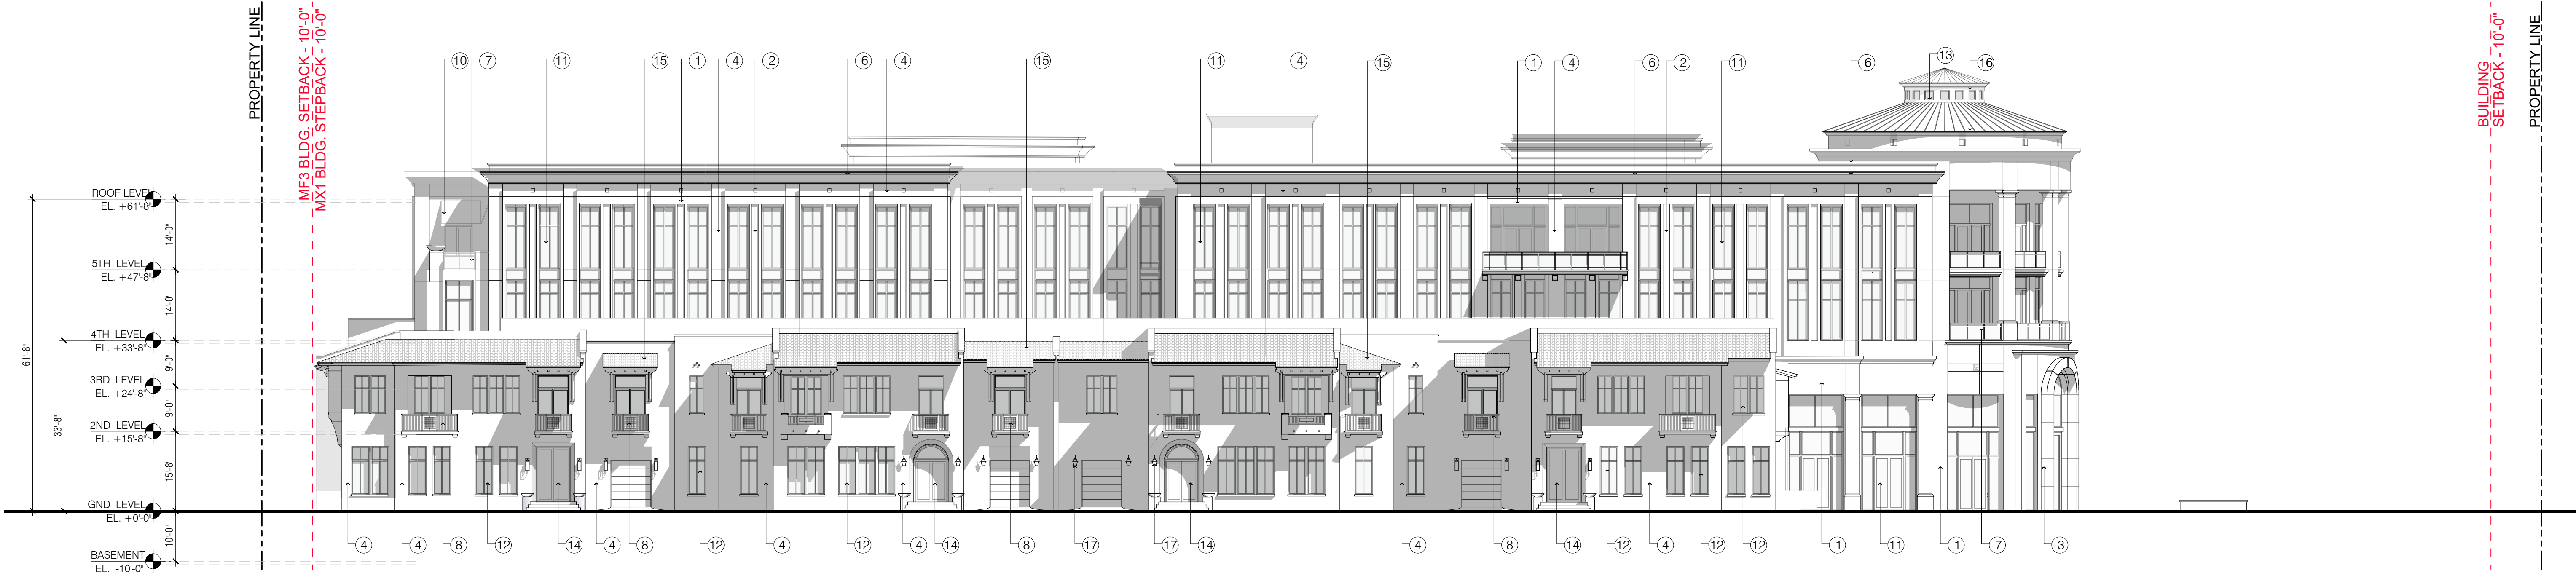 PROPERTY LINE
MF3 BLDG. SETBACK - 10'-0"
MX1 BLDG. STEPBACK - 10'-0"
BUILDING
SETBACK - 10'-0"
PROPERTY LINE
10 7 11 15 1 4 2 6 4 15 11 4 15 1 4 6 2 11 6 13 16
ROOF LEVEL
EL. +61'-8"
14'-0"
5TH LEVEL
EL. +47'-8"
14'-0"
4TH LEVEL
EL. +33'-8"
9'-0"
3RD LEVEL
EL. +24'-8"
9'-0"
2ND LEVEL
EL. +15'-8"
15'-8"
GND LEVEL
EL. +0'-0"
10'-0"
BASEMENT
EL. -10'-0"
61'-8"
33'-8"
4 4 8 12 14 4 8 12 4 12 4 14 8 17 17 14 4 8 14 12 4 12 12 1 11 1 7 3